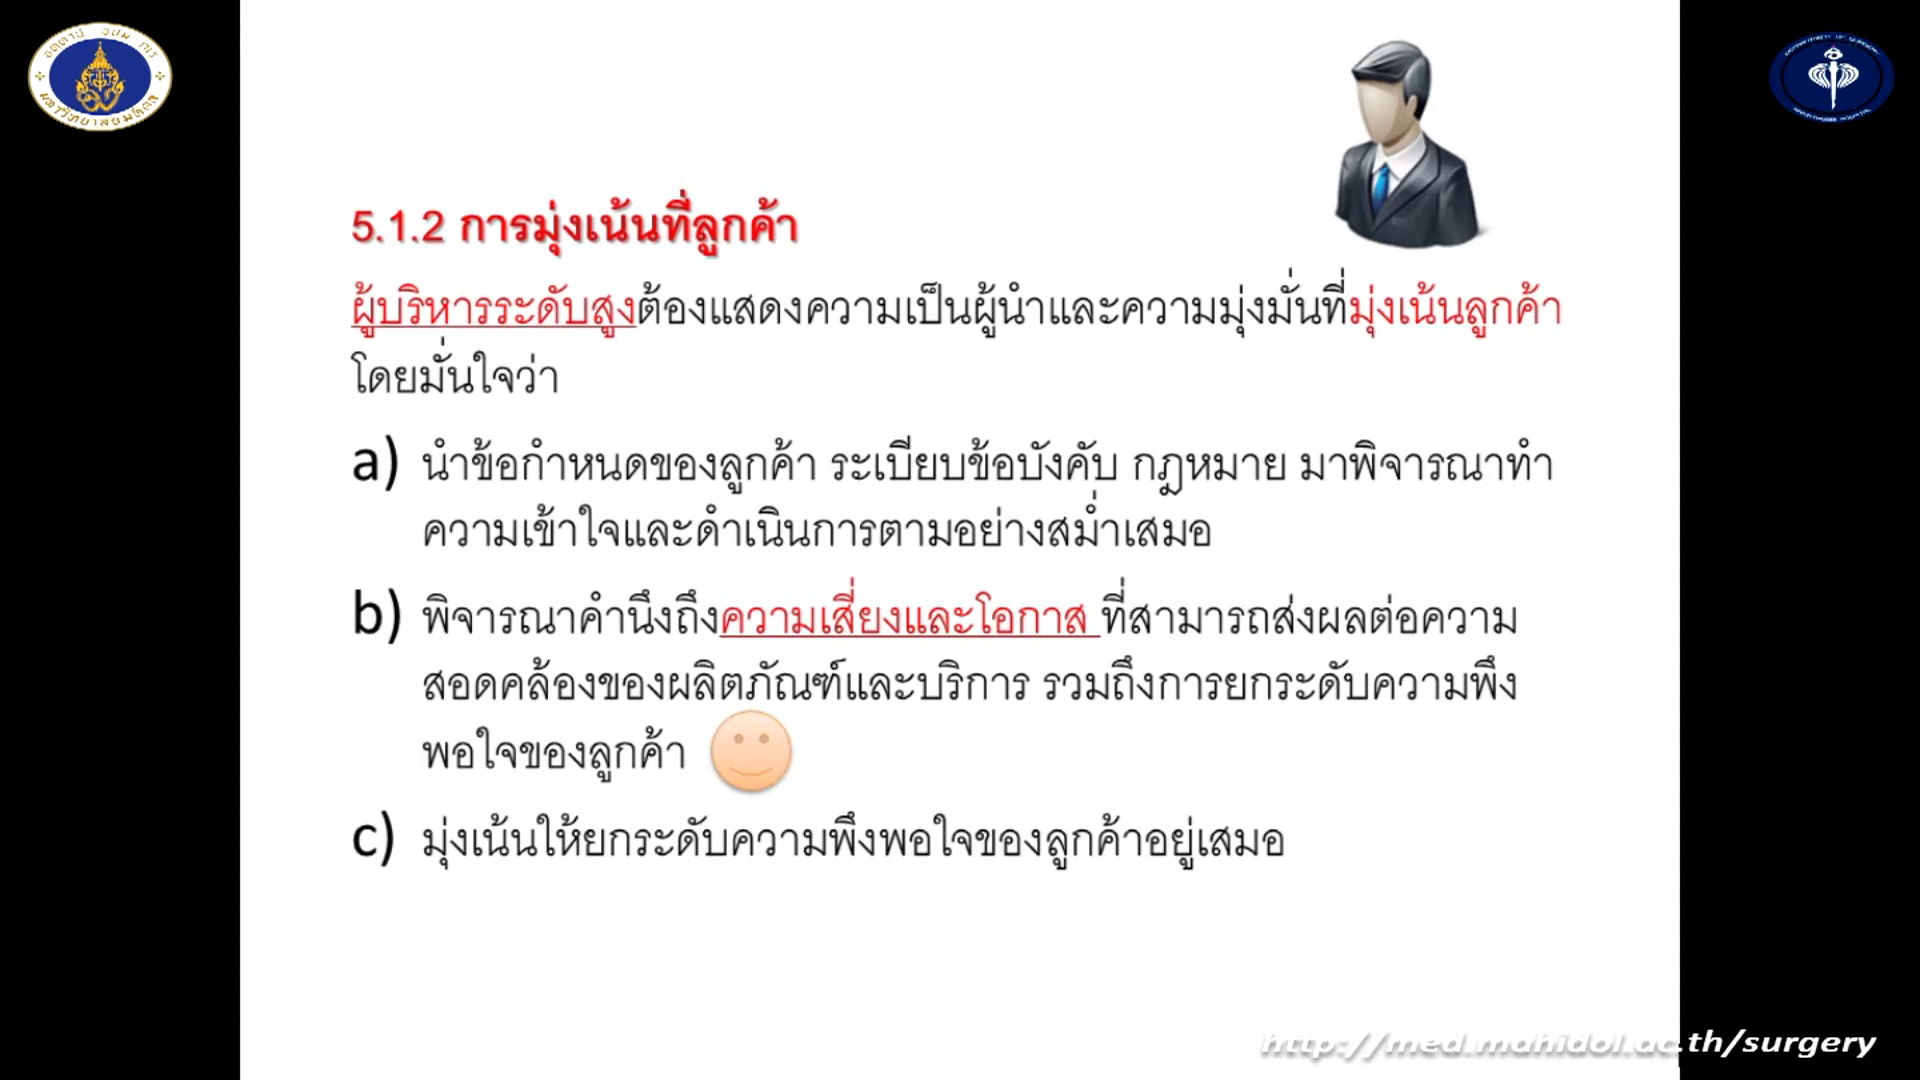 5.1.2 การมุ่งเน้นที่ลูกค้า
ผู้บริหารระดับสูงต้องแสดงความเป็นผู้นำและความมุ่งมั่นที่มุ่งเน้นลูกค้า
โดยมั่นใจว่า
a) นำข้อกำหนดของลูกค้า ระเบียบข้อบังคับ กฎหมาย มาพิจารณาทำ
ความเข้าใจและดำเนินการตามอย่างสม่ำเสมอ
b) พิจารณาคำนึงถึงความเสี่ยงและโอกาส ที่สามารถส่งผลต่อความ
สอดคล้องของผลิตภัณฑ์และบริการ รวมถึงการยกระดับความพึง
พอใจของลูกค้า
c) มุ่งเน้นให้ยกระดับความพึงพอใจของลูกค้าอยู่เสมอ
http://med.mahidol.ac.th/surgery